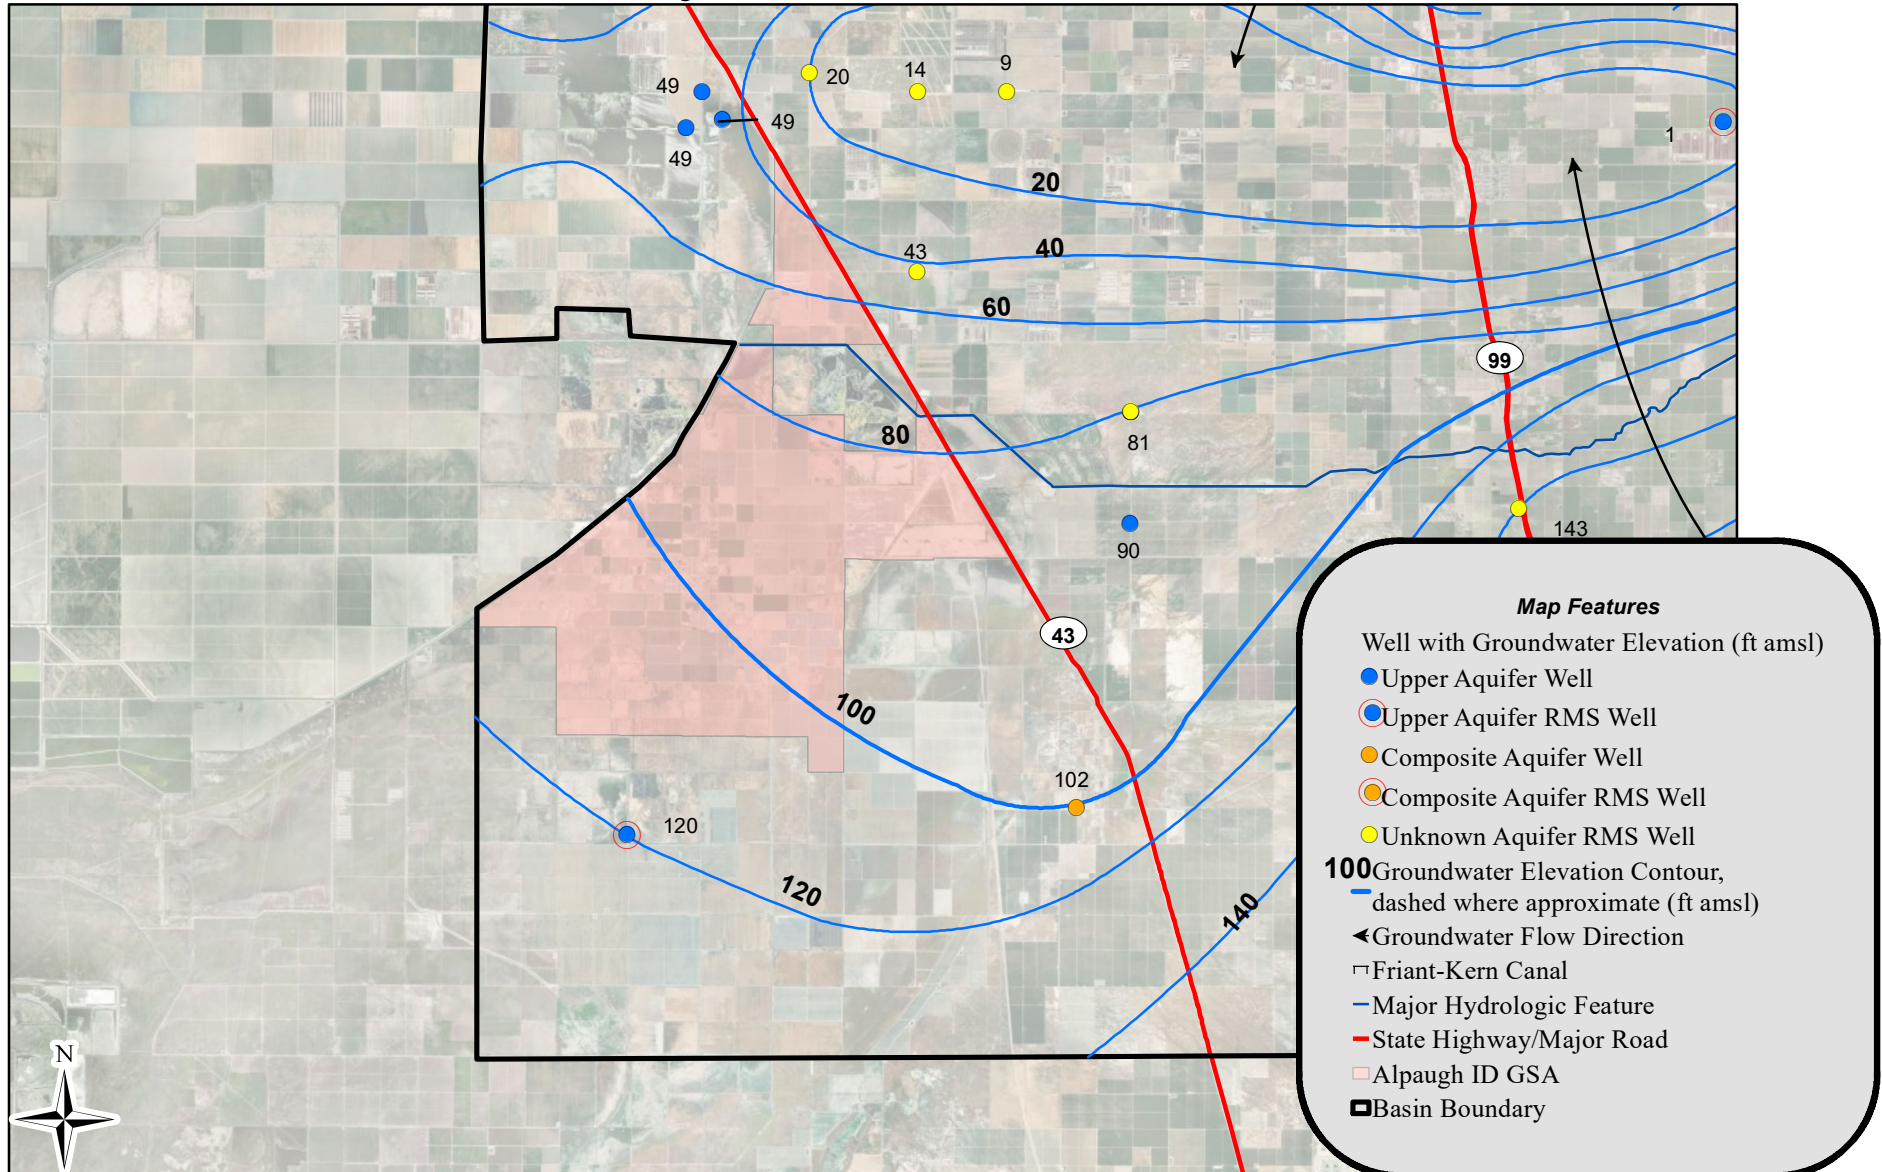 49
20
14
9
49
49
1
20
43
40
60
99
80
81
143
90
43
100
102
120
120
140
N
Map Features
Well with Groundwater Elevation (ft amsl)
Upper Aquifer Well
Upper Aquifer RMS Well
Composite Aquifer Well
Composite Aquifer RMS Well
Unknown Aquifer RMS Well
100 Groundwater Elevation Contour,
dashed where approximate (ft amsl)
Groundwater Flow Direction
Friant-Kern Canal
Major Hydrologic Feature
State Highway/Major Road
Alpaugh ID GSA
Basin Boundary